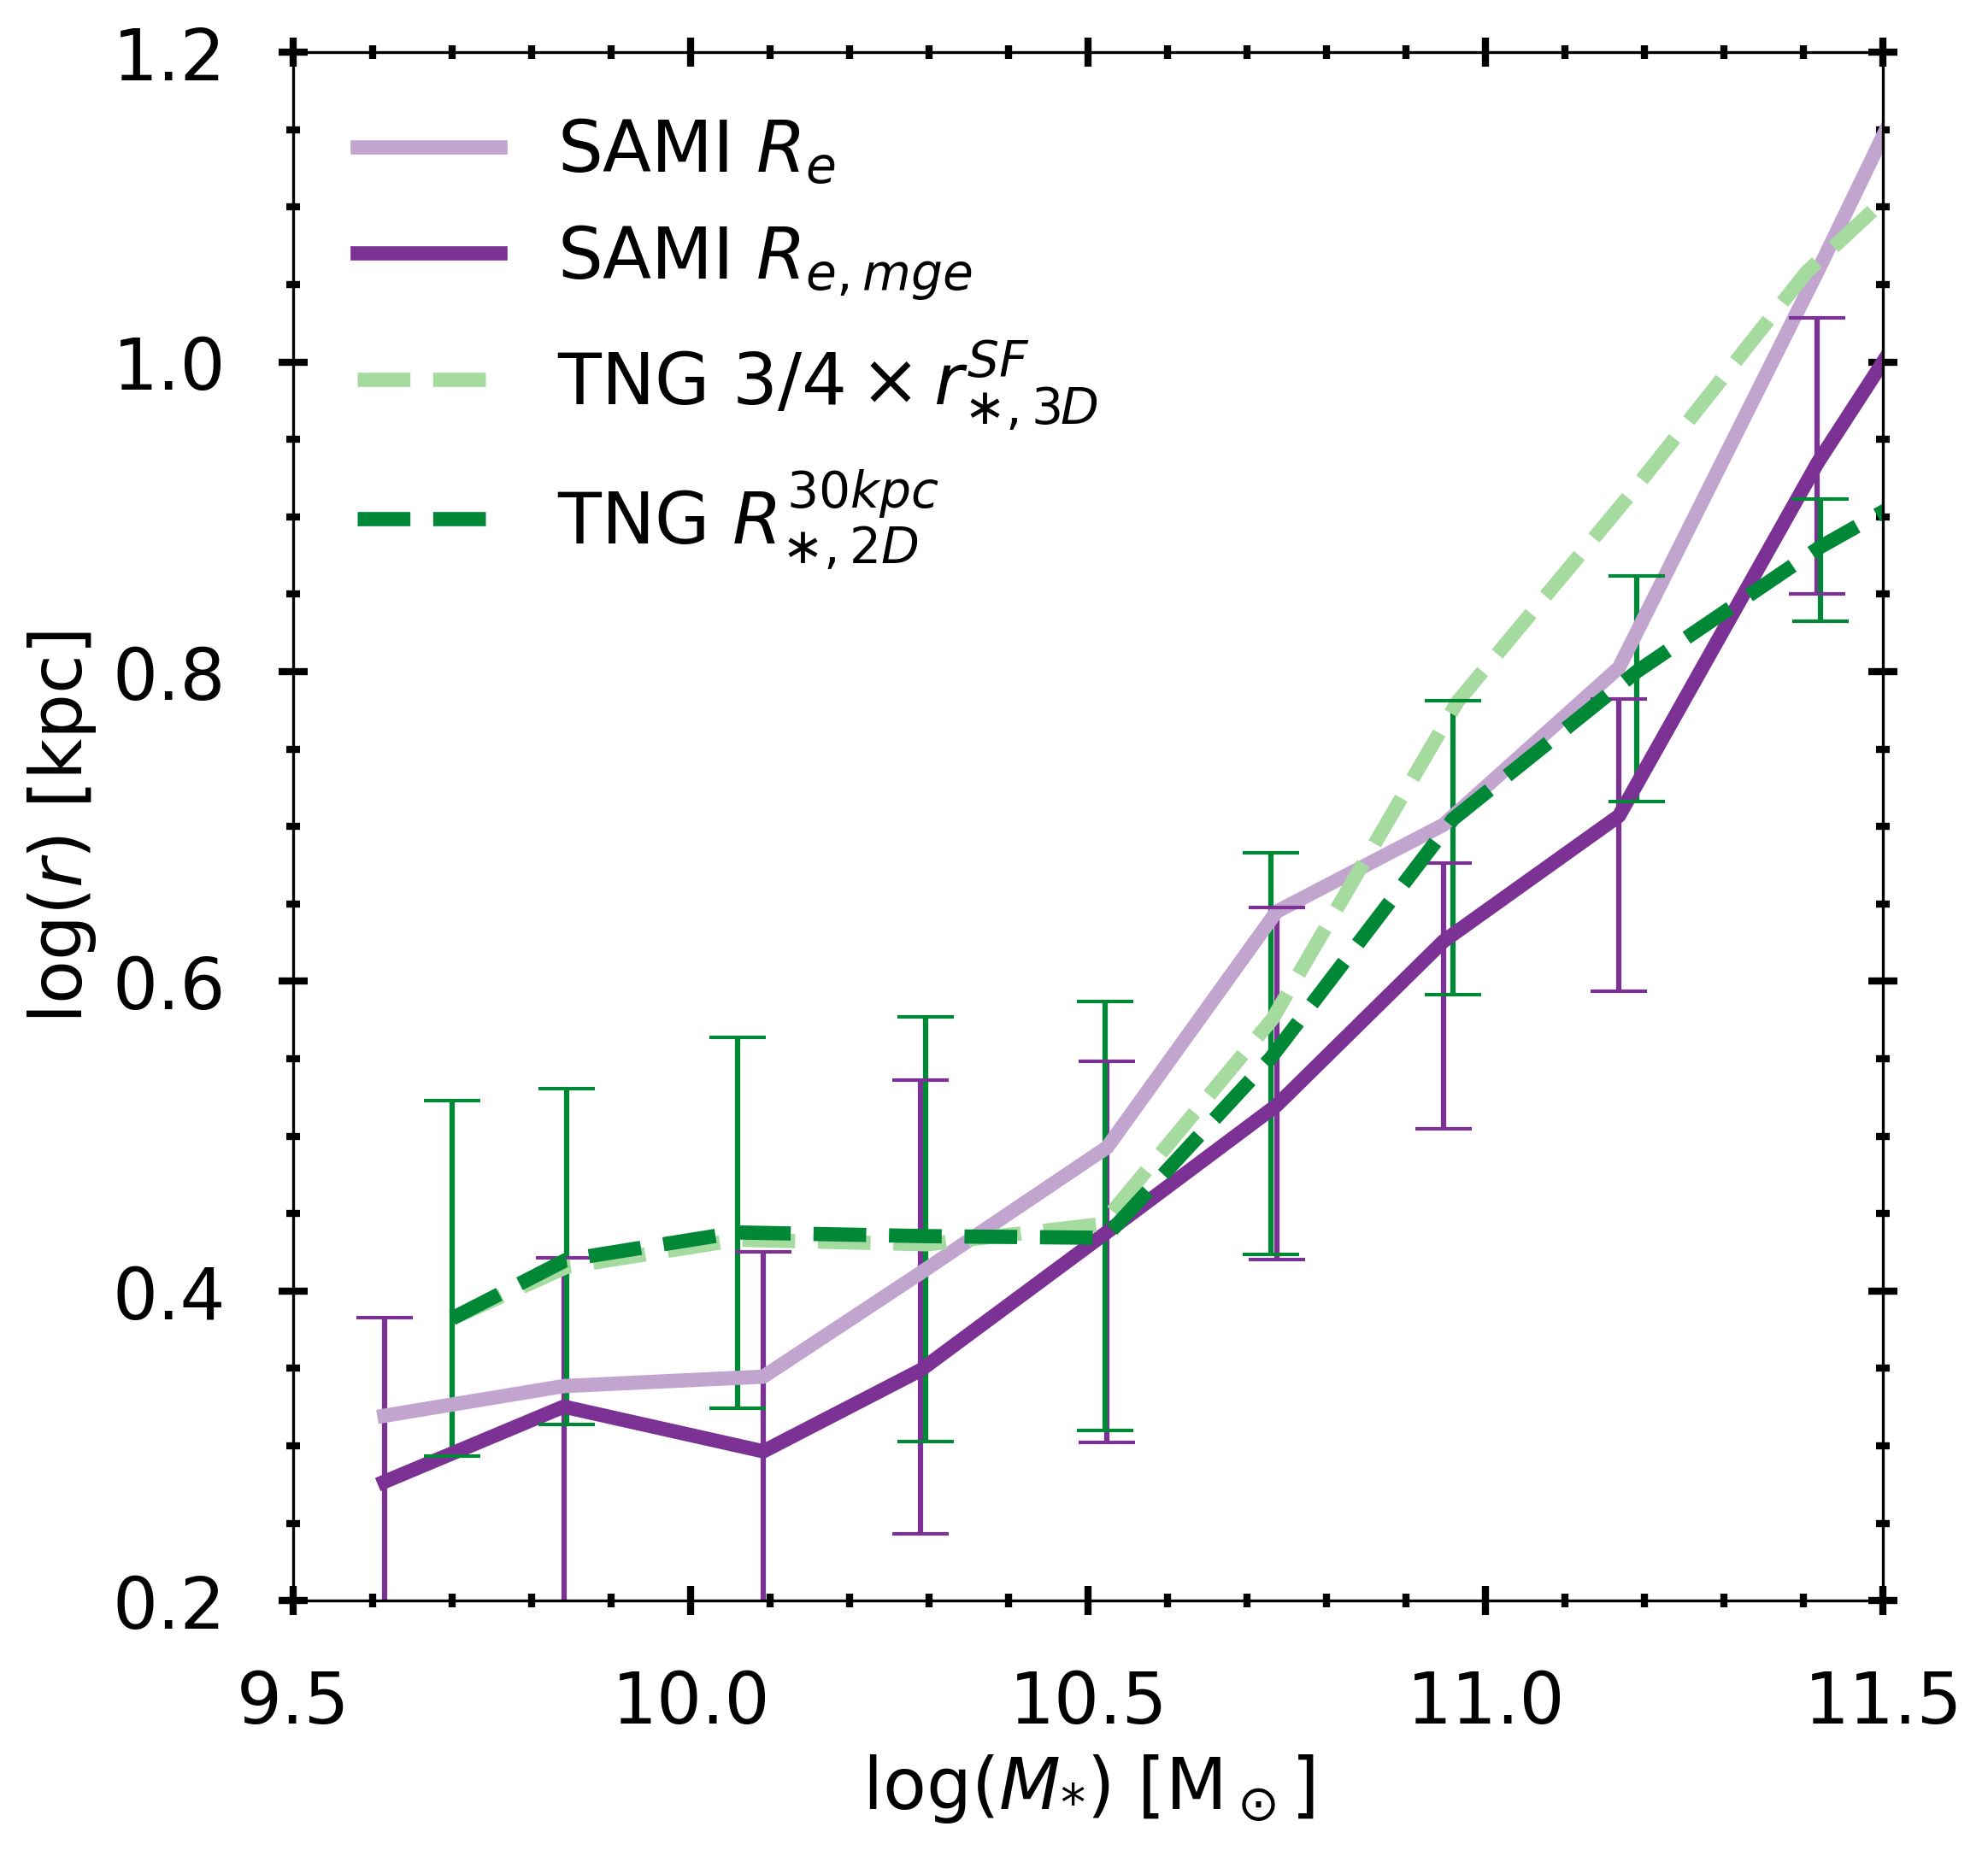 1.2
1.0
0.8
0.6
0.4
0.2
log(r) [kpc]
SAMI R_e
SAMI R_{e, mge}
TNG 3/4 × r^{SF}_{*, 3D}
TNG R^{30kpc}_{*, 2D}
9.5 10.0 10.5 11.0 11.5
log(M_*) [M_⊙]